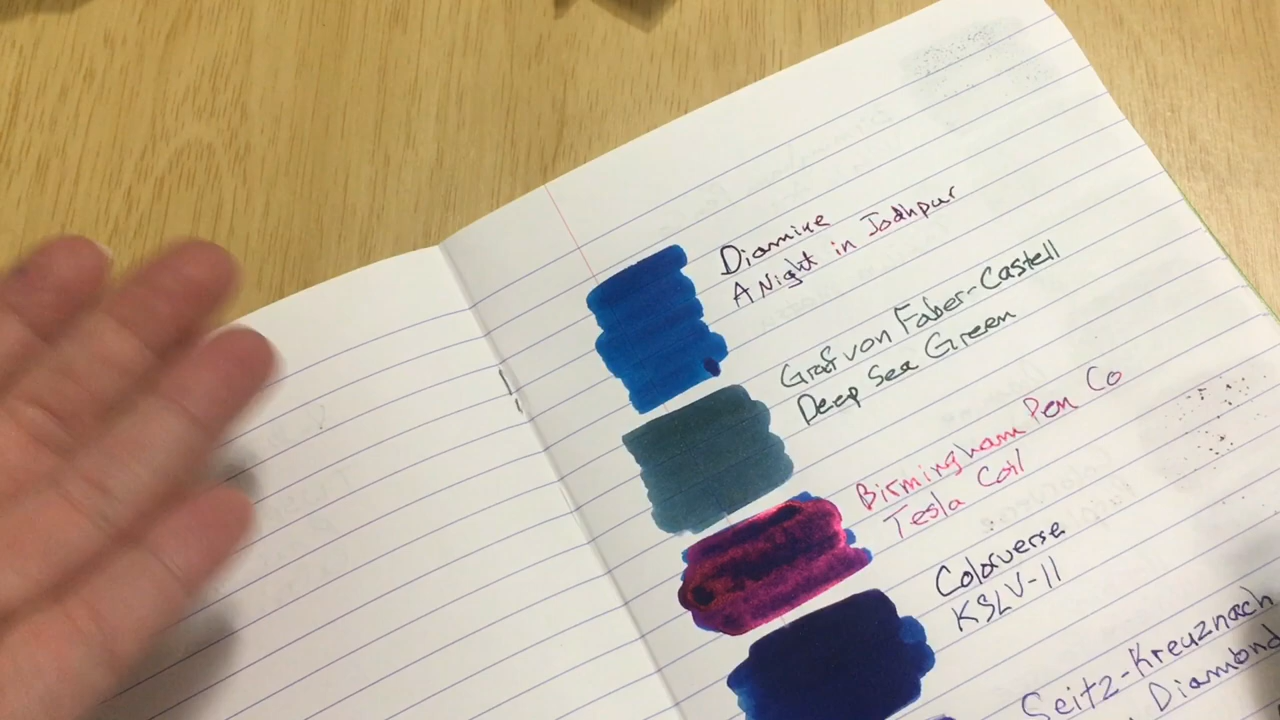 Diamine
A Night in Jodhpur
Graf von Faber-Castell
Deep Sea Green
Birmingham Pen Co
Tesla Coil
Colorverse
KSLV-II
Seitz-Kreuznach
Diamond